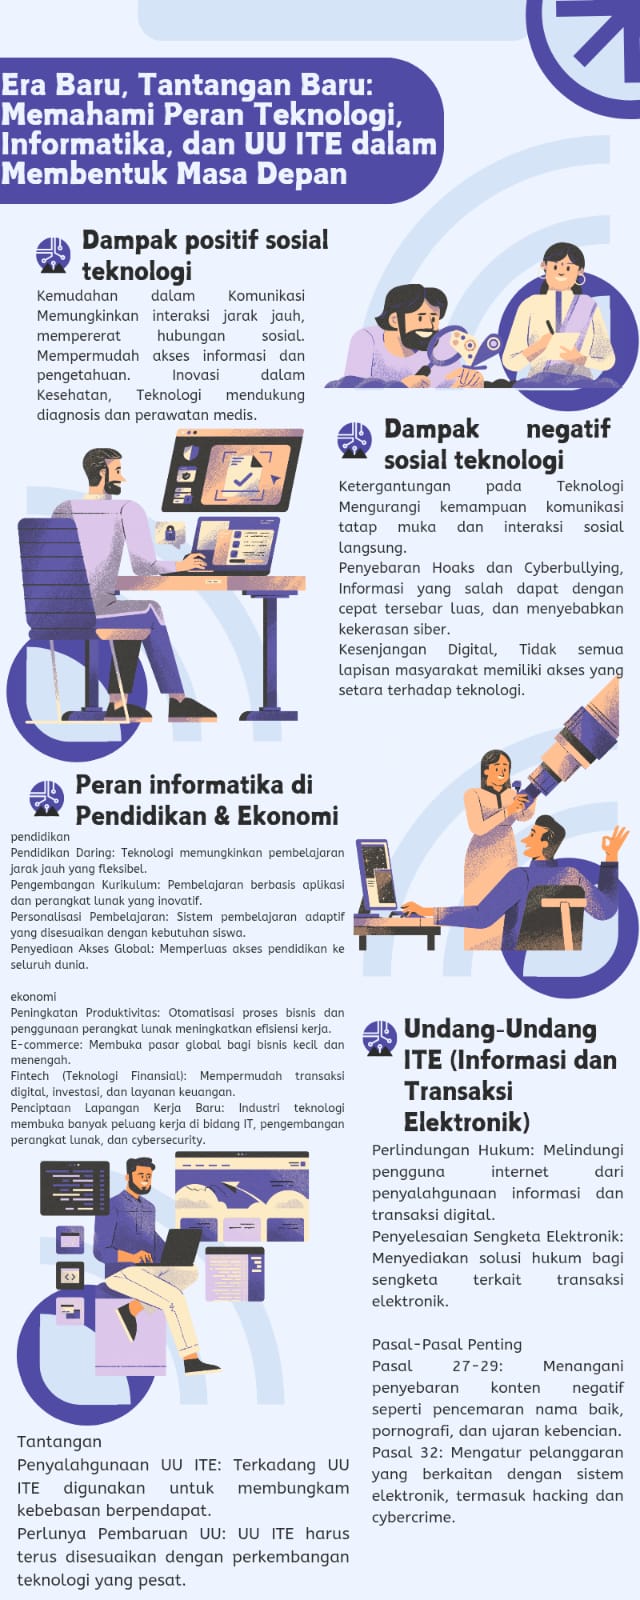 Era Baru, Tantangan Baru:
Memahami Peran Teknologi,
Informatika, dan UU ITE dalam
Membentuk Masa Depan
Dampak positif sosial
teknologi
Kemudahan dalam Komunikasi
Memungkinkan interaksi jarak jauh,
mempererat hubungan sosial.
Mempermudah akses informasi dan
pengetahuan. Inovasi dalam
Kesehatan, Teknologi mendukung
diagnosis dan perawatan medis.
Dampak negatif
sosial teknologi
Ketergantungan pada Teknologi
Mengurangi kemampuan komunikasi
tatap muka dan interaksi sosial
langsung.
Penyebaran Hoaks dan Cyberbullying,
Informasi yang salah dapat dengan
cepat tersebar luas, dan menyebabkan
kekerasan siber.
Kesenjangan Digital, Tidak semua
lapisan masyarakat memiliki akses yang
setara terhadap teknologi.
Peran informatika di
Pendidikan & Ekonomi
pendidikan
Pendidikan Daring: Teknologi memungkinkan pembelajaran
jarak jauh yang fleksibel.
Pengembangan Kurikulum: Pembelajaran berbasis aplikasi
dan perangkat lunak yang inovatif.
Personalisasi Pembelajaran: Sistem pembelajaran adaptif
yang disesuaikan dengan kebutuhan siswa.
Penyediaan Akses Global: Memperluas akses pendidikan ke
seluruh dunia.
ekonomi
Peningkatan Produktivitas: Otomatisasi proses bisnis dan
penggunaan perangkat lunak meningkatkan efisiensi kerja.
E-commerce: Membuka pasar global bagi bisnis kecil dan
menengah.
Fintech (Teknologi Finansial): Mempermudah transaksi
digital, investasi, dan layanan keuangan.
Penciptaan Lapangan Kerja Baru: Industri teknologi
membuka banyak peluang kerja di bidang IT, pengembangan
perangkat lunak, dan cybersecurity.
Undang-Undang
ITE (Informasi dan
Transaksi
Elektronik)
Perlindungan Hukum: Melindungi
pengguna internet dari
penyalahgunaan informasi dan
transaksi digital.
Penyelesaian Sengketa Elektronik:
Menyediakan solusi hukum bagi
sengketa terkait transaksi
elektronik.
Pasal-Pasal Penting
Pasal 27-29: Menangani
penyebaran konten negatif
seperti pencemaran nama baik,
pornografi, dan ujaran kebencian.
Pasal 32: Mengatur pelanggaran
yang berkaitan dengan sistem
elektronik, termasuk hacking dan
cybercrime.
Tantangan
Penyalahgunaan UU ITE: Terkadang UU
ITE digunakan untuk membungkam
kebebasan berpendapat.
Perlunya Pembaruan UU: UU ITE harus
terus disesuaikan dengan perkembangan
teknologi yang pesat.